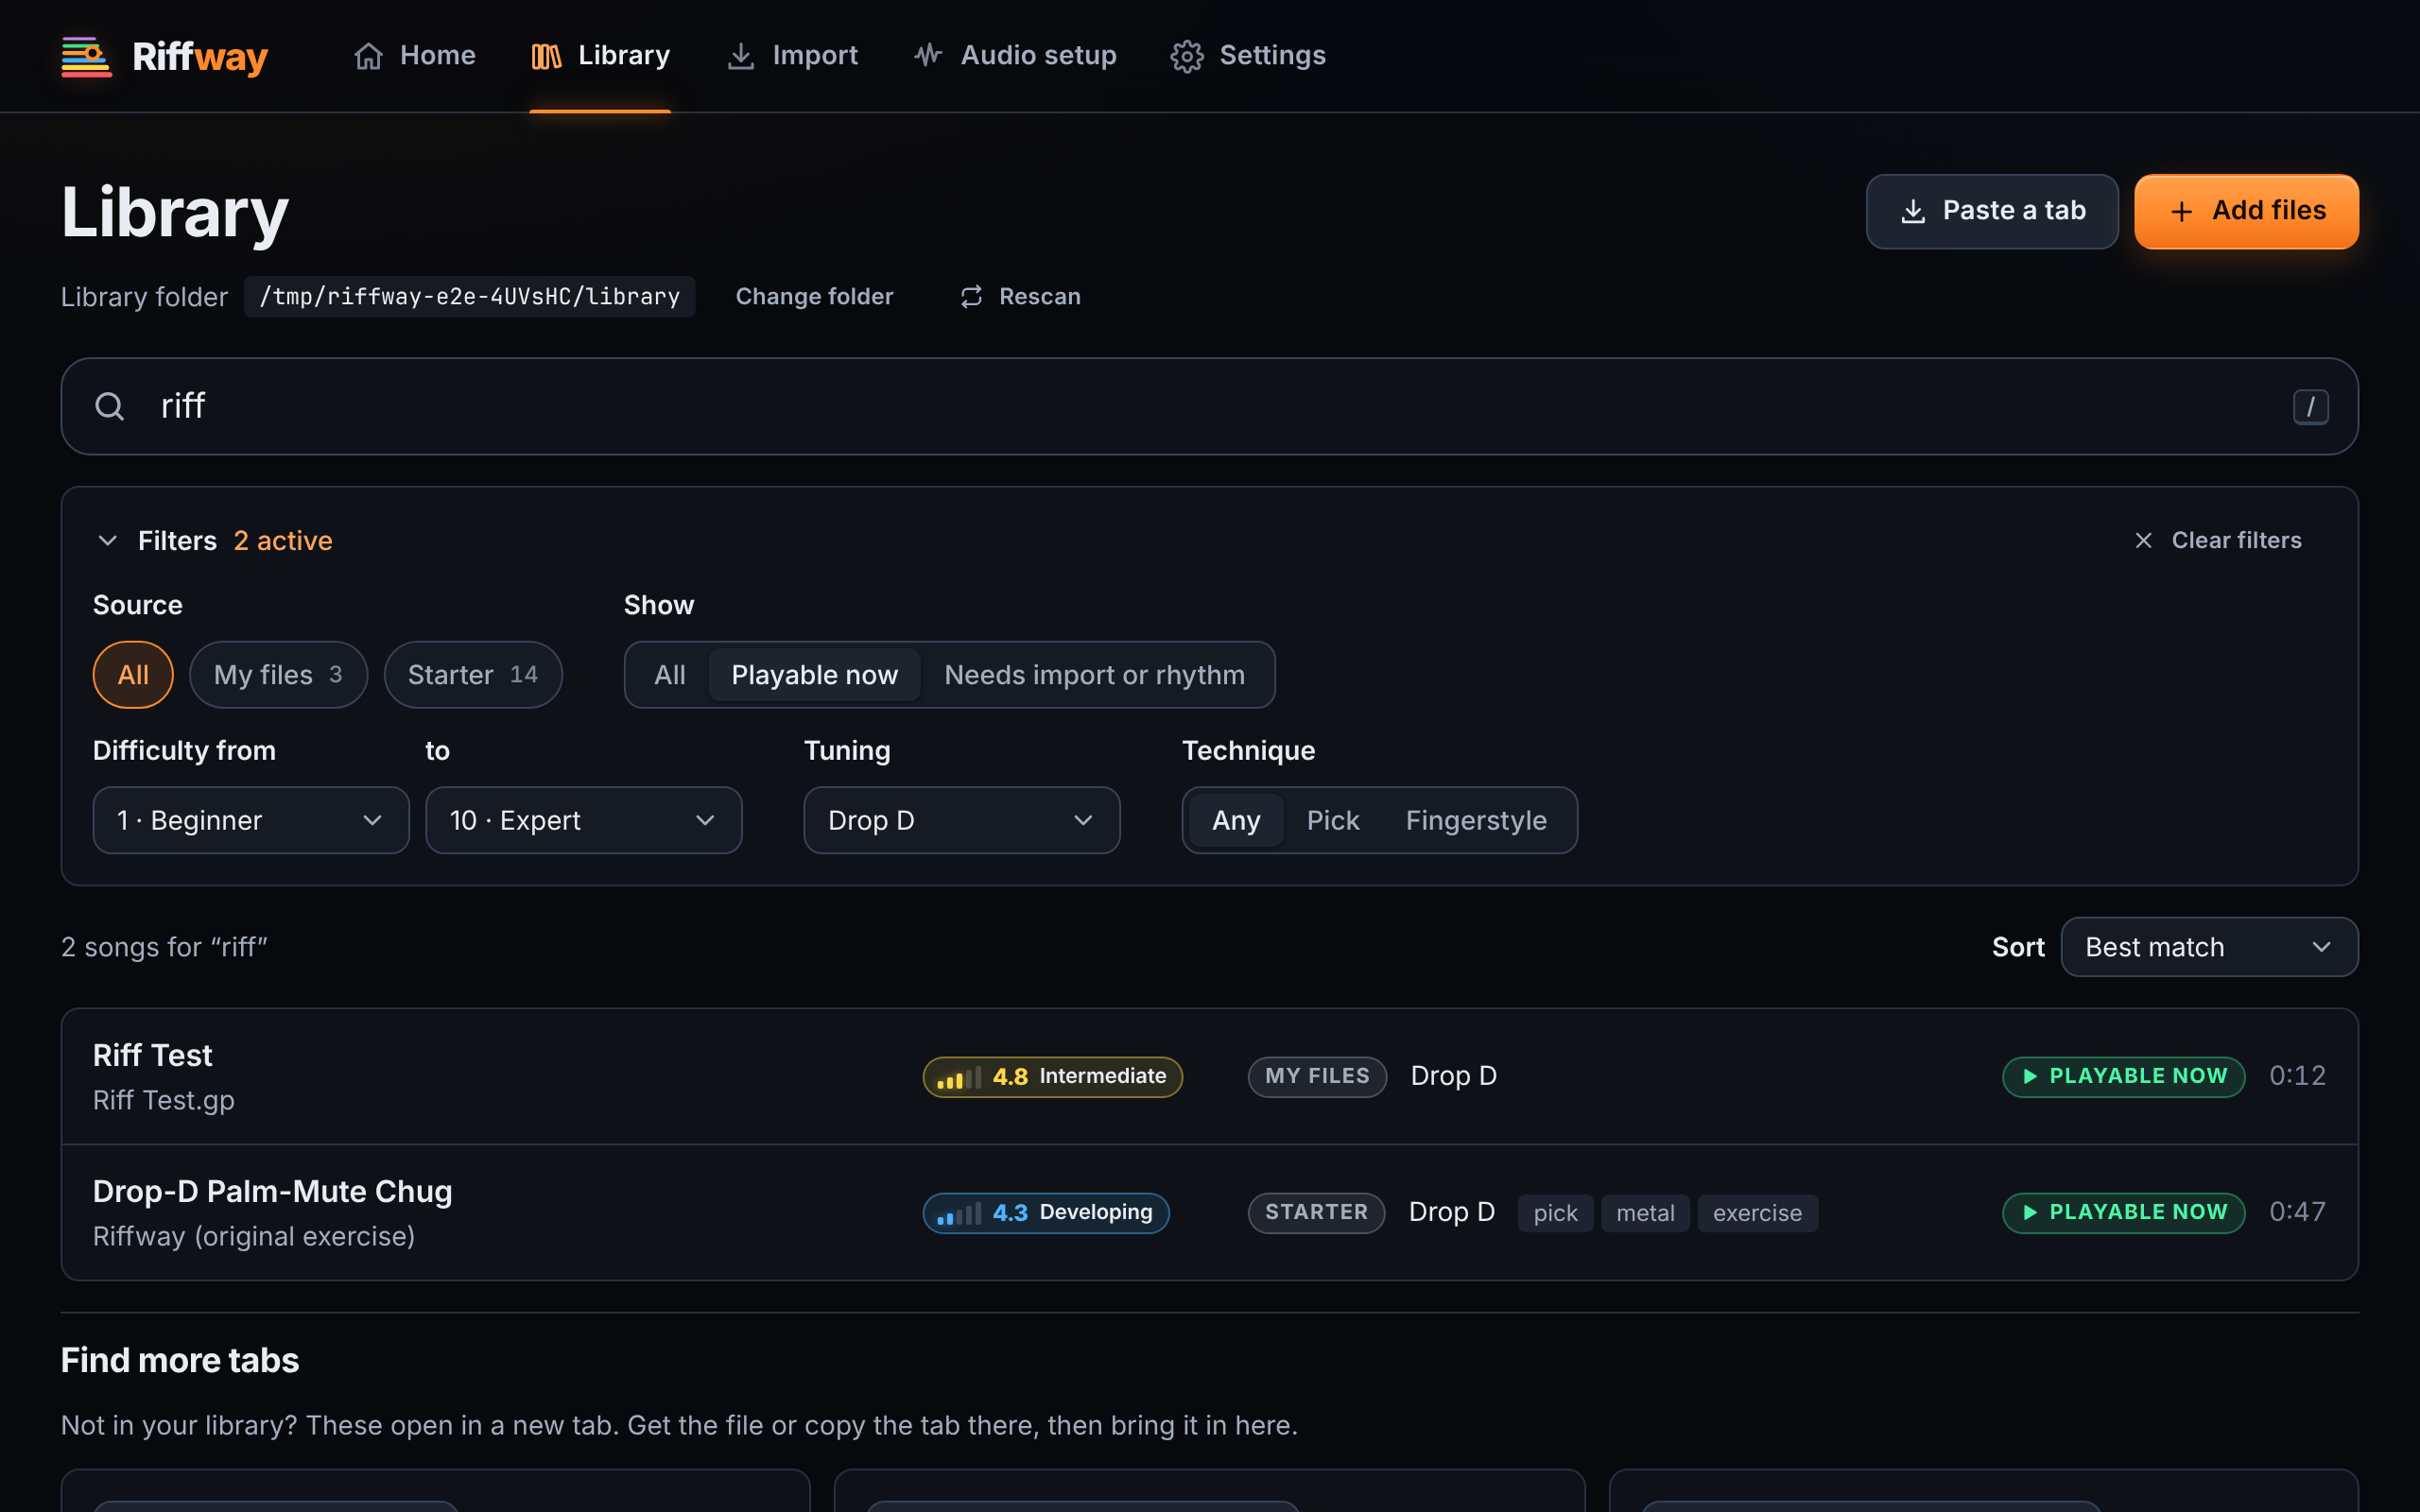 Riffway Home Library Import Audio setup Settings
Library
Paste a tab Add files
Library folder /tmp/riffway-e2e-4UVsHC/library Change folder Rescan
riff /
Filters 2 active Clear filters
Source Show
All My files 3 Starter 14 All Playable now Needs import or rhythm
Difficulty from to Tuning Technique
1 · Beginner 10 · Expert Drop D Any Pick Fingerstyle
2 songs for “riff” Sort Best match
Riff Test
Riff Test.gp
4.8 Intermediate MY FILES Drop D PLAYABLE NOW 0:12
Drop-D Palm-Mute Chug
Riffway (original exercise)
4.3 Developing STARTER Drop D pick metal exercise PLAYABLE NOW 0:47
Find more tabs
Not in your library? These open in a new tab. Get the file or copy the tab there, then bring it in here.